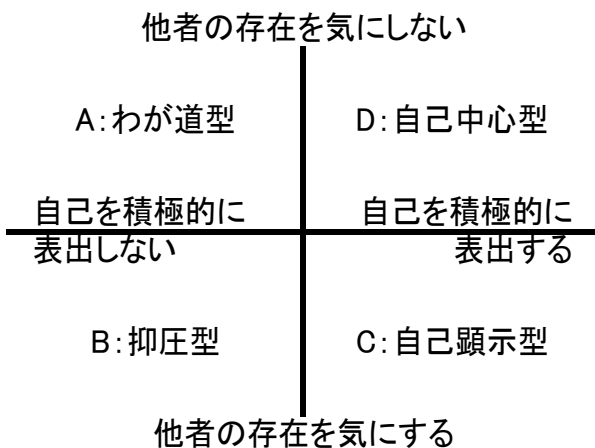 他者の存在を気にしない
A:わが道型
D:自己中心型
自己を積極的に
表出しない
自己を積極的に
表出する
B:抑圧型
C:自己顕示型
他者の存在を気にする